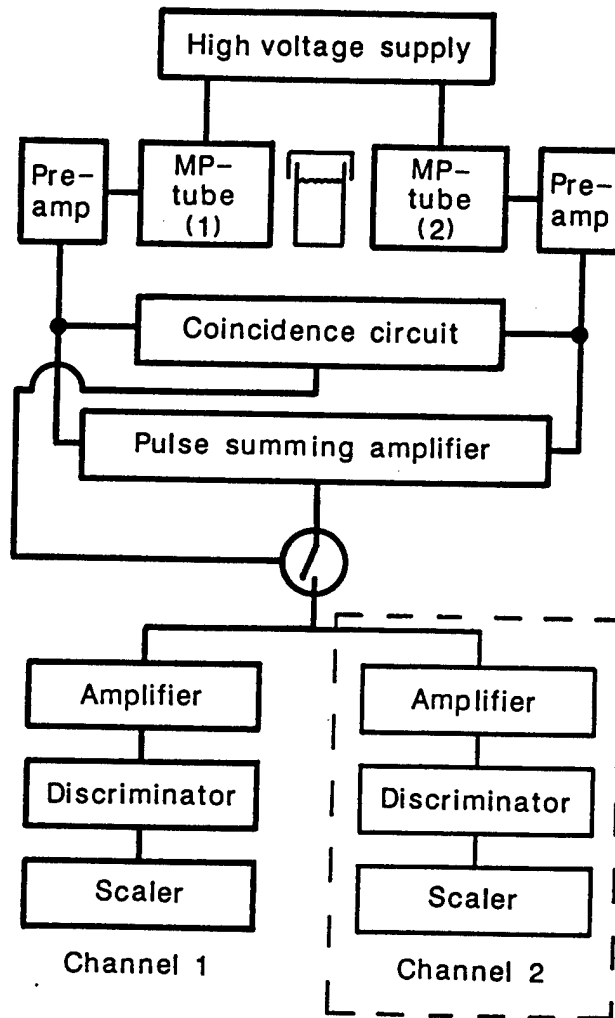 High voltage supply
Pre-
amp
MP-
tube
(1)
MP-
tube
(2)
Pre-
amp
Coincidence circuit
Pulse summing amplifier
Amplifier
Discriminator
Scaler
Channel 1
Amplifier
Discriminator
Scaler
Channel 2